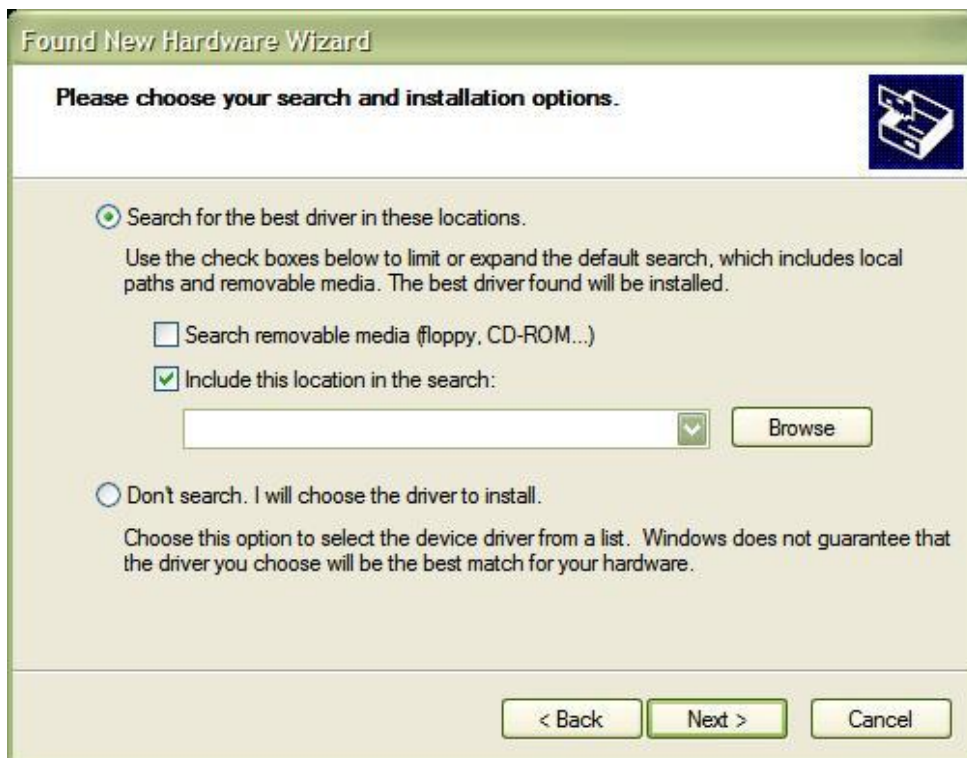 Found New Hardware Wizard
Please choose your search and installation options.
Search for the best driver in these locations.
Use the check boxes below to limit or expand the default search, which includes local
paths and removable media. The best driver found will be installed.
Search removable media (floppy, CD-ROM...)
Include this location in the search:
Browse
Don't search. I will choose the driver to install.
Choose this option to select the device driver from a list.  Windows does not guarantee that
the driver you choose will be the best match for your hardware.
< Back Next > Cancel